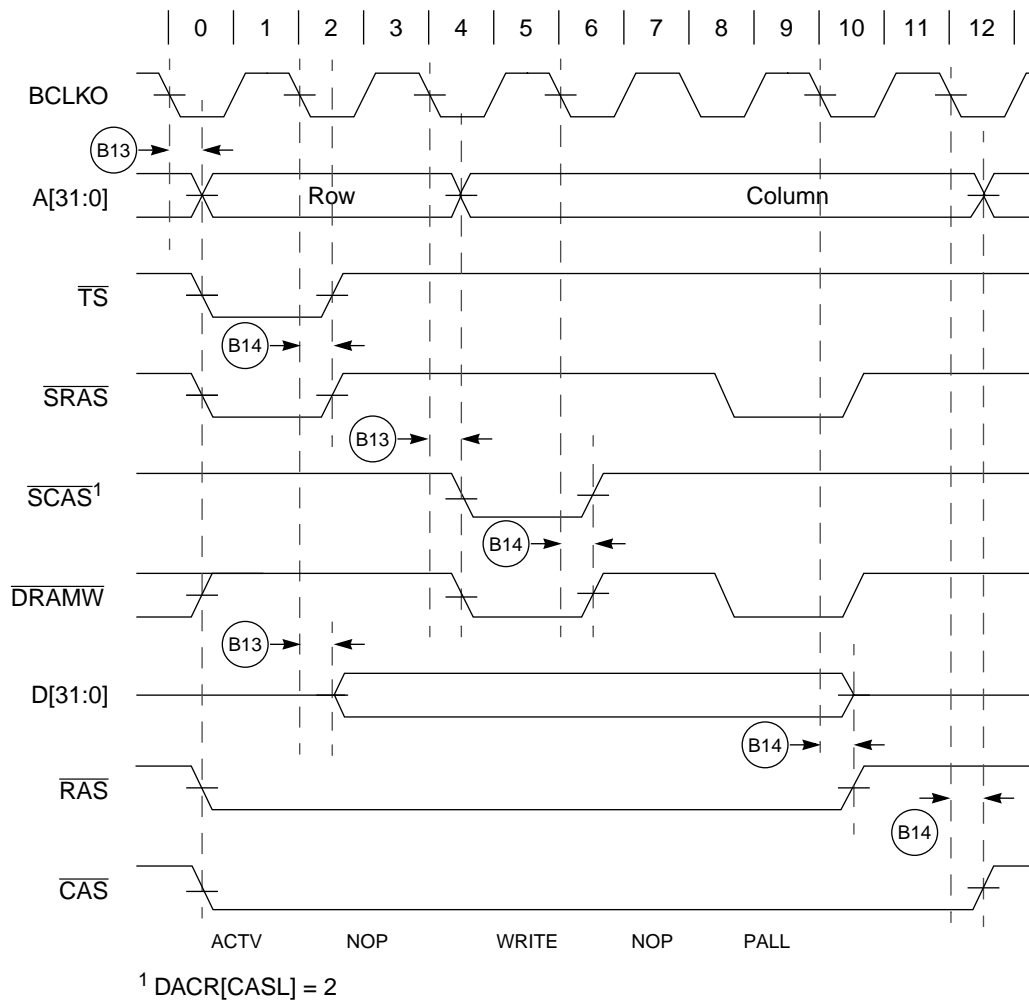 0 1 2 3 4 5 6 7 8 9 10 11 12
BCLKO
B13
A[31:0] Row Column
TS
B14
SRAS
B13
SCAS¹
B14
DRAMW
B13
D[31:0]
B14
RAS
B14
CAS
ACTV NOP WRITE NOP PALL
¹ DACR[CASL] = 2